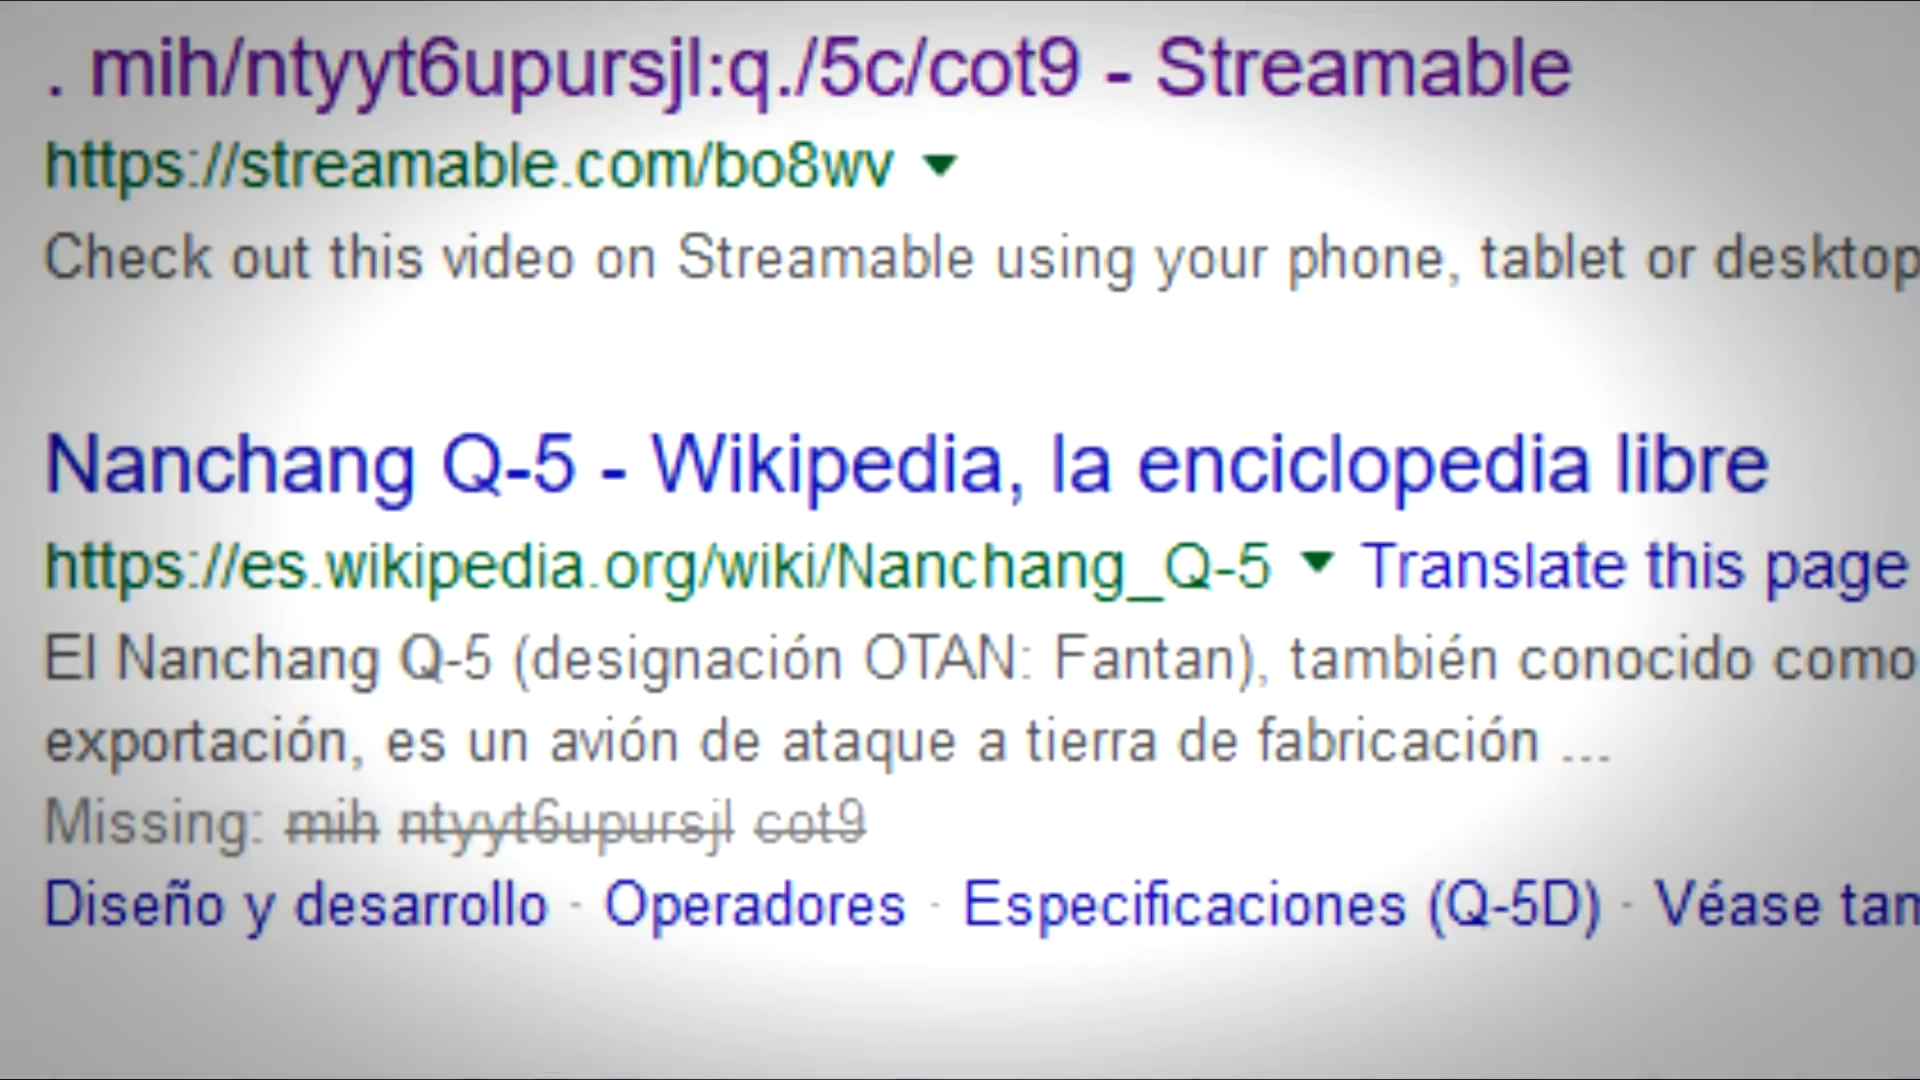 . mih/ntyyt6upursjl:q./5c/cot9 - Streamable
https://streamable.com/bo8wv
Check out this video on Streamable using your phone, tablet or desktop
Nanchang Q-5 - Wikipedia, la enciclopedia libre
https://es.wikipedia.org/wiki/Nanchang_Q-5 Translate this page
El Nanchang Q-5 (designación OTAN: Fantan), también conocido como
exportación, es un avión de ataque a tierra de fabricación ...
Missing: mih ntyyt6upursjl cot9
Diseño y desarrollo · Operadores · Especificaciones (Q-5D) · Véase tam